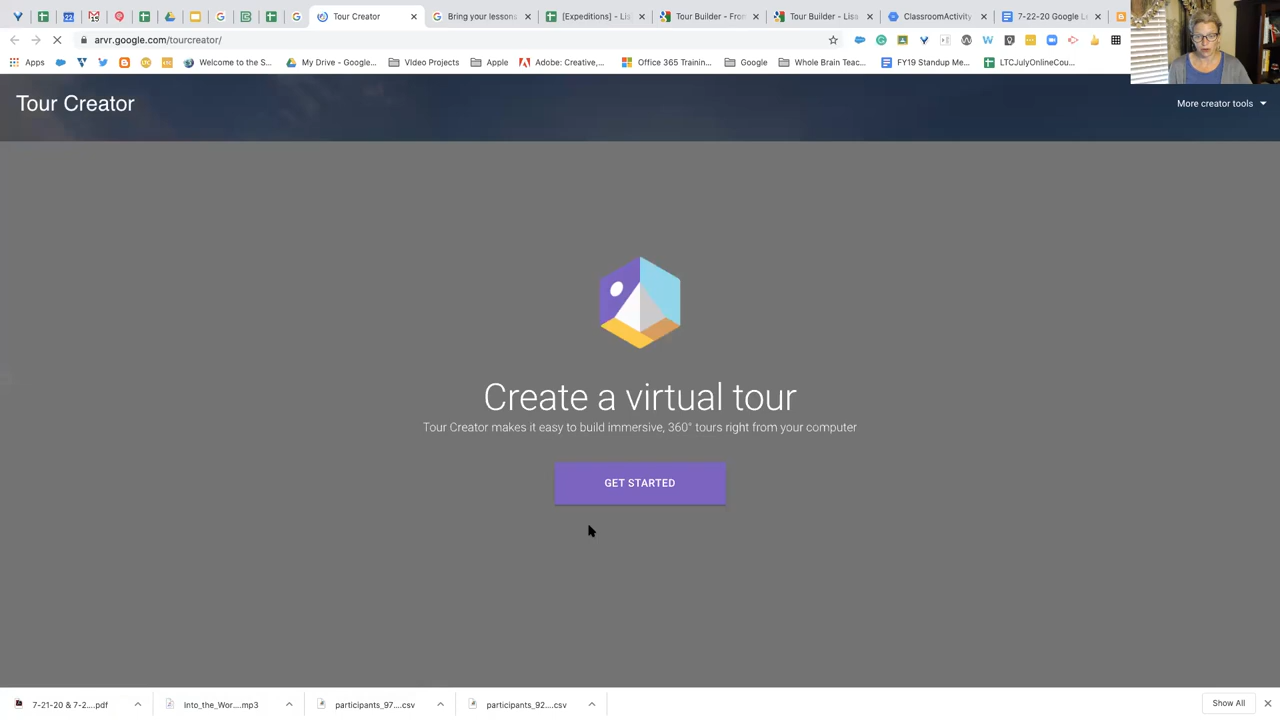 Tour Creator
Bring your lessons
[Expeditions] - Lis
Tour Builder - From
Tour Builder - Lisa
ClassroomActivity
7-22-20 Google L
arvr.google.com/tourcreator/
Apps
Welcome to the S...
My Drive - Google...
Video Projects
Apple
Adobe: Creative,...
Office 365 Trainin...
Google
Whole Brain Teac...
FY19 Standup Me...
LTCJulyOnlineCou...
Tour Creator
More creator tools
Create a virtual tour
Tour Creator makes it easy to build immersive, 360° tours right from your computer
GET STARTED
7-21-20 & 7-2....pdf
Into_the_Wor....mp3
participants_97....csv
participants_92....csv
Show All